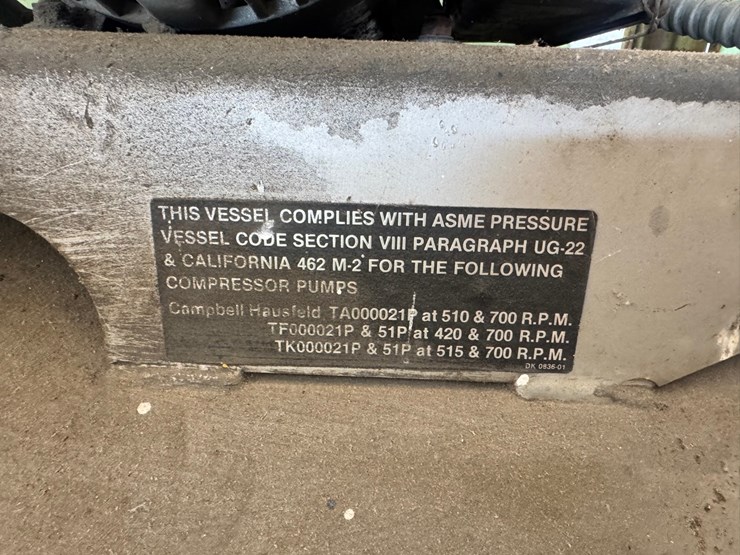 THIS VESSEL COMPLIES WITH ASME PRESSURE
VESSEL CODE SECTION VIII PARAGRAPH UG-22
& CALIFORNIA 462 M-2 FOR THE FOLLOWING
COMPRESSOR PUMPS
Campbell Hausfeld TA000021P at 510 & 700 R.P.M.
TF000021P & 51P at 420 & 700 R.P.M.
TK000021P & 51P at 515 & 700 R.P.M.
DK 0836-01